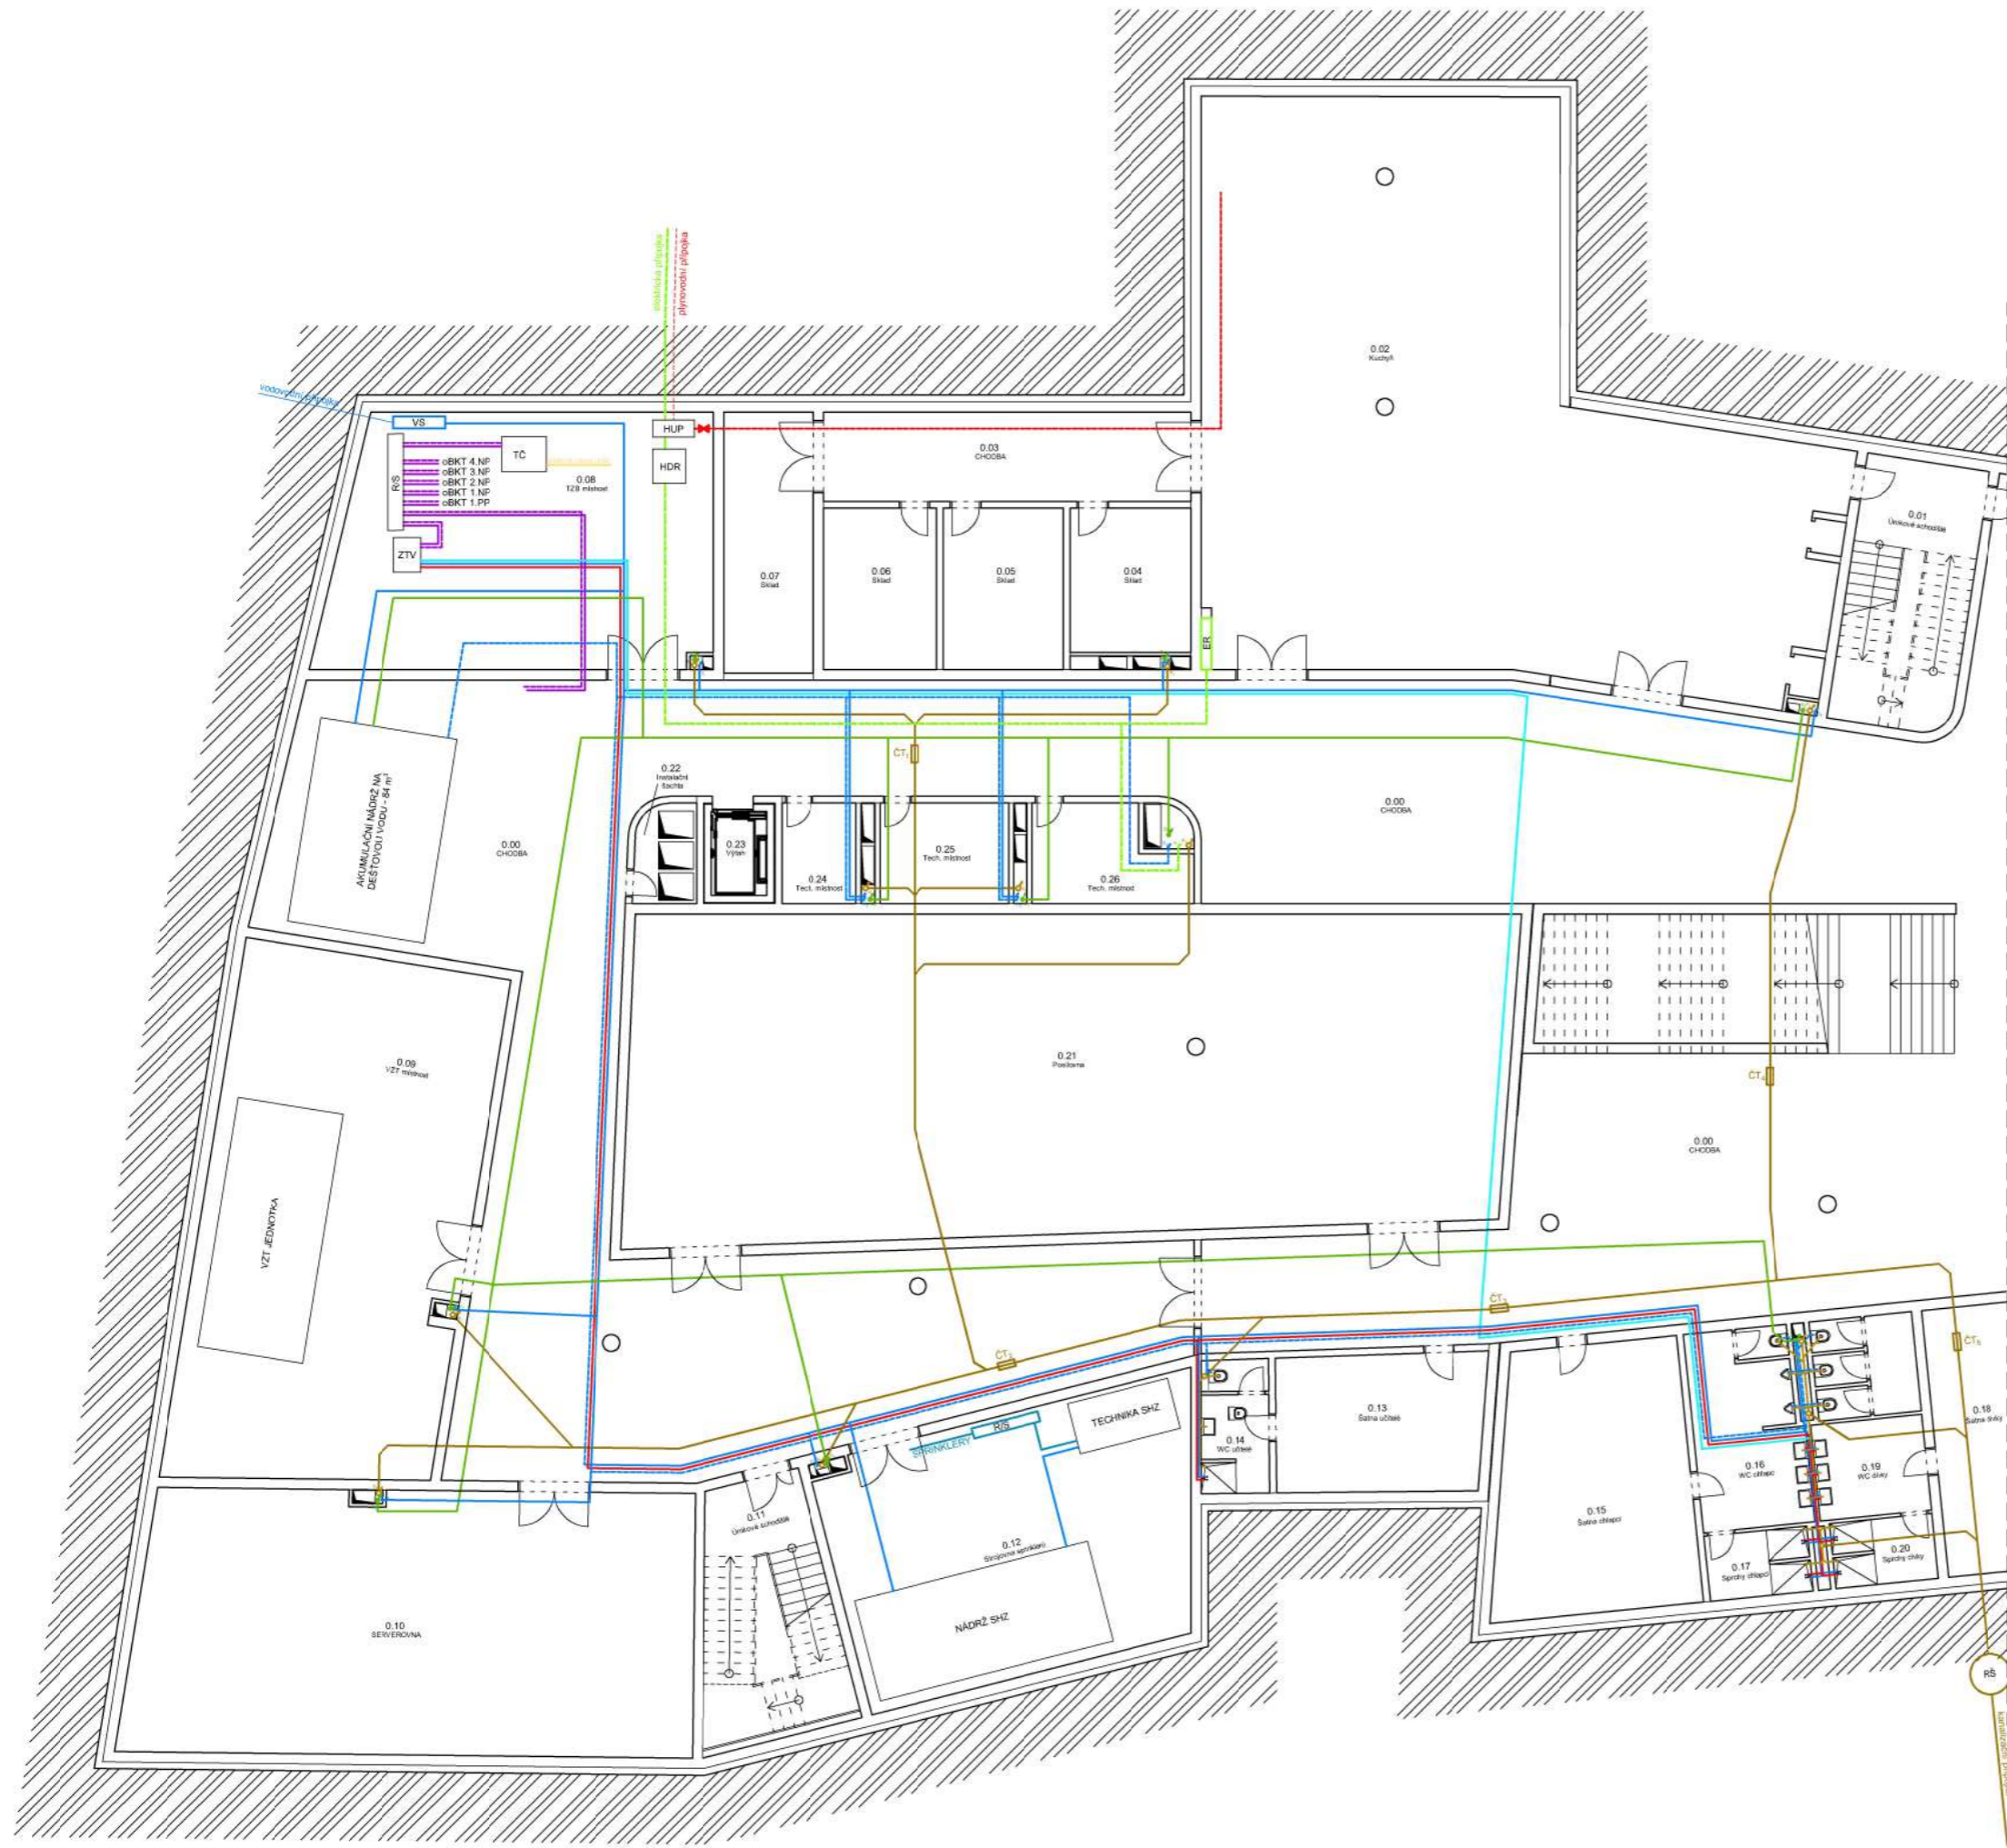 elektrická přípojka
plynovodní přípojka
vodovodní přípojka
VS
HUP
HDR
TČ
R/S
oBKT 4.NP
oBKT 3.NP
oBKT 2.NP
oBKT 1.NP
oBKT 1.PP
ZTV
0.08
TZB místnost
0.02
Kuchyň
0.03
CHODBA
0.01
Únikové schodiště
0.07
Sklad
0.06
Sklad
0.05
Sklad
0.04
Sklad
ER
AKUMULAČNÍ NÁDRŽ NA
DEŠŤOVOU VODU - 84 m³
0.00
CHODBA
0.22
Instalační
šachta
0.23
Výtah
0.24
Tech. místnost
0.25
Tech. místnost
0.26
Tech. místnost
ČT₁
0.00
CHODBA
0.09
VZT místnost
VZT JEDNOTKA
0.21
Posilovna
ČT₄
0.00
CHODBA
ČT₂
ČT₃
ČT₅
SPRINKLERY
R/S
TECHNIKA SHZ
0.13
Šatna učitelé
0.14
WC učitelé
0.15
Šatna chlapci
0.16
WC chlapci
0.17
Sprchy chlapci
0.18
Šatna dívky
0.19
WC dívky
0.20
Sprchy dívky
0.10
SERVEROVNA
0.11
Únikové schodiště
0.12
Strojovna sprinklerů
NÁDRŽ SHZ
RŠ